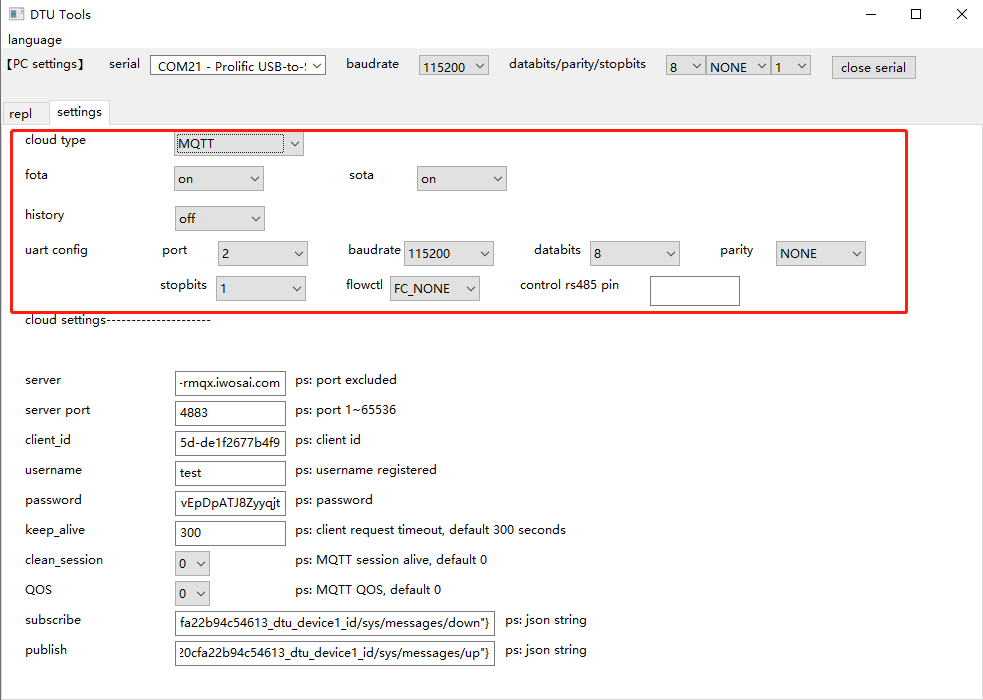 DTU Tools
language
【PC settings】 serial COM21 - Prolific USB-to-S baudrate 115200 databits/parity/stopbits 8 NONE 1 close serial
repl settings
cloud type MQTT
fota on sota on
history off
uart config port 2 baudrate 115200 databits 8 parity NONE
stopbits 1 flowctl FC_NONE control rs485 pin
cloud settings---------------------
server -rmqx.iwosai.com ps: port excluded
server port 4883 ps: port 1~65536
client_id 5d-de1f2677b4f9 ps: client id
username test ps: username registered
password vEpDpATJ8Zyyqjt ps: password
keep_alive 300 ps: client request timeout, default 300 seconds
clean_session 0 ps: MQTT session alive, default 0
QOS 0 ps: MQTT QOS, default 0
subscribe fa22b94c54613_dtu_device1_id/sys/messages/down"} ps: json string
publish 20cfa22b94c54613_dtu_device1_id/sys/messages/up"} ps: json string